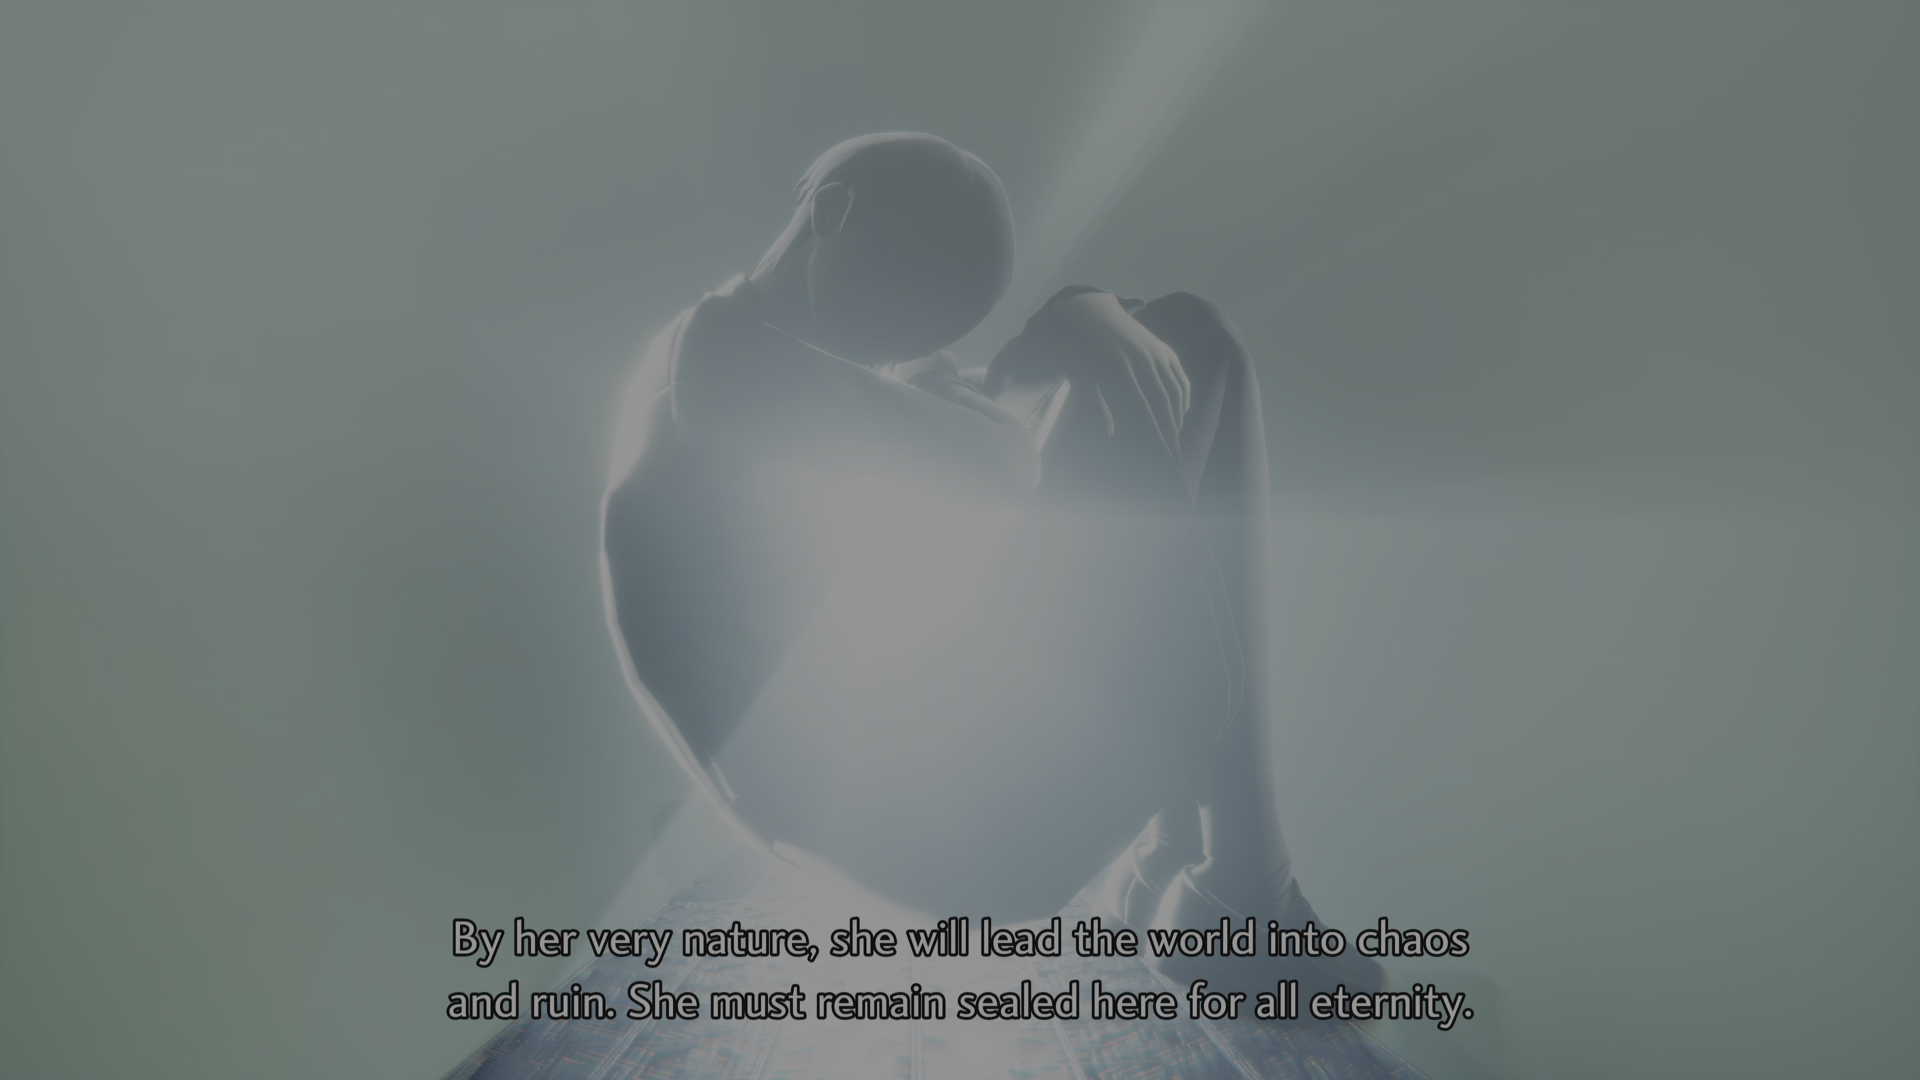 By her very nature, she will lead the world into chaos
and ruin. She must remain sealed here for all eternity.